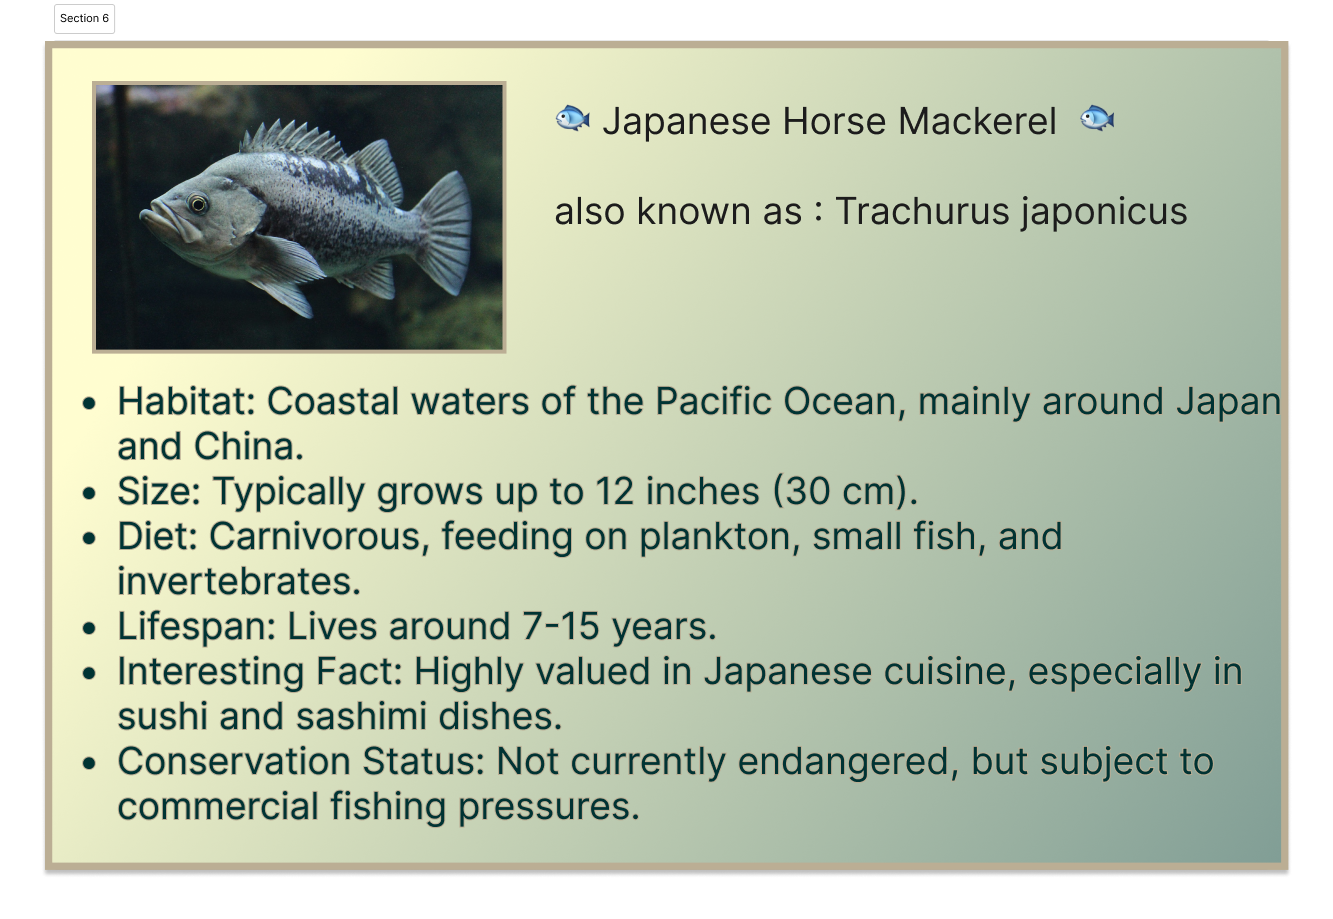 Section 6
🐟 Japanese Horse Mackerel 🐟
also known as : Trachurus japonicus
• Habitat: Coastal waters of the Pacific Ocean, mainly around Japan
and China.
• Size: Typically grows up to 12 inches (30 cm).
• Diet: Carnivorous, feeding on plankton, small fish, and
invertebrates.
• Lifespan: Lives around 7-15 years.
• Interesting Fact: Highly valued in Japanese cuisine, especially in
sushi and sashimi dishes.
• Conservation Status: Not currently endangered, but subject to
commercial fishing pressures.